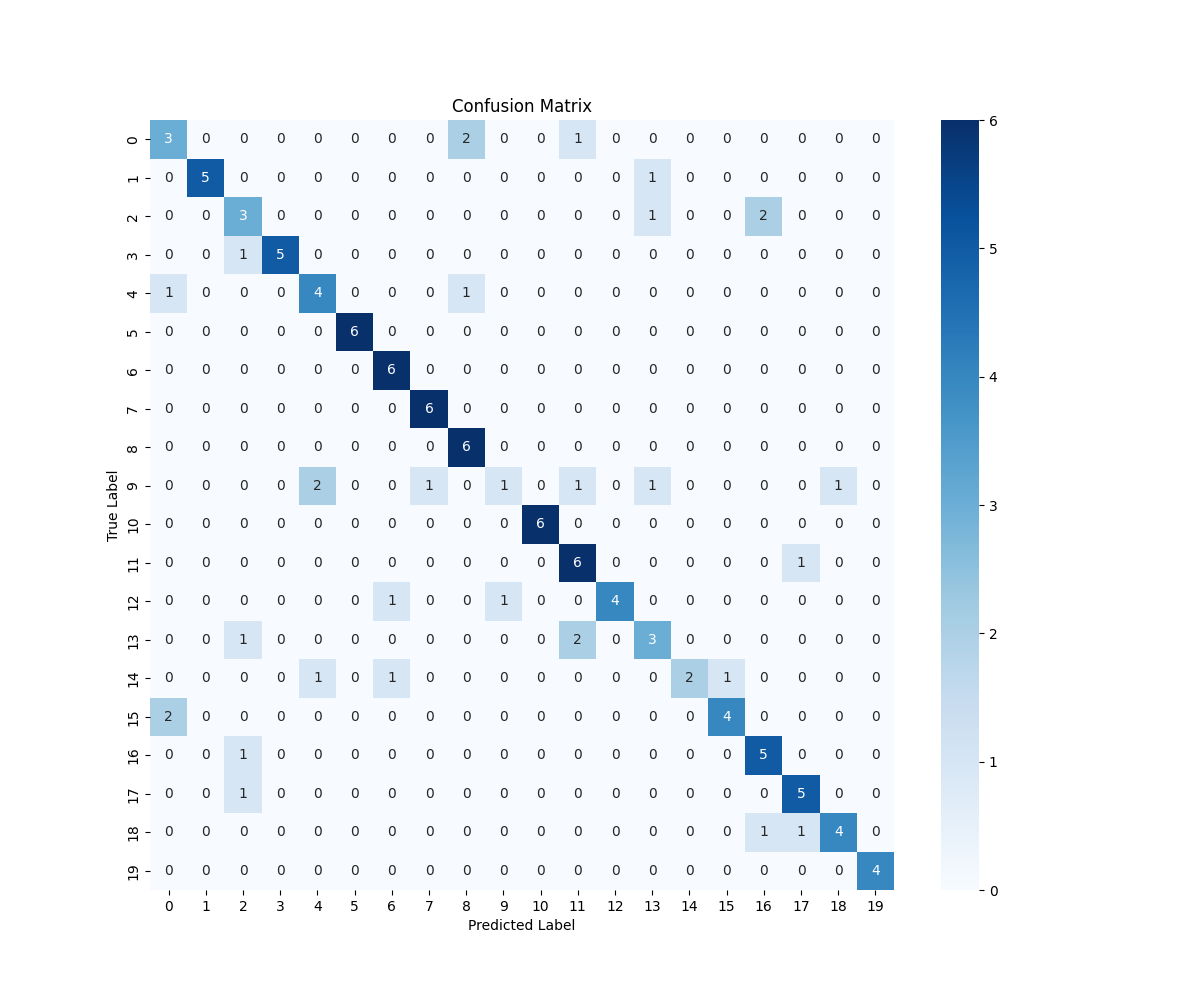 Confusion Matrix
0 3 0 0 0 0 0 0 0 2 0 0 1 0 0 0 0 0 0 0 0
1 0 5 0 0 0 0 0 0 0 0 0 0 0 1 0 0 0 0 0 0
2 0 0 3 0 0 0 0 0 0 0 0 0 0 1 0 0 2 0 0 0
3 0 0 1 5 0 0 0 0 0 0 0 0 0 0 0 0 0 0 0 0
4 1 0 0 0 4 0 0 0 1 0 0 0 0 0 0 0 0 0 0 0
5 0 0 0 0 0 6 0 0 0 0 0 0 0 0 0 0 0 0 0 0
6 0 0 0 0 0 0 6 0 0 0 0 0 0 0 0 0 0 0 0 0
7 0 0 0 0 0 0 0 6 0 0 0 0 0 0 0 0 0 0 0 0
8 0 0 0 0 0 0 0 0 6 0 0 0 0 0 0 0 0 0 0 0
9 0 0 0 0 2 0 0 1 0 1 0 1 0 1 0 0 0 0 1 0
10 0 0 0 0 0 0 0 0 0 0 6 0 0 0 0 0 0 0 0 0
11 0 0 0 0 0 0 0 0 0 0 0 6 0 0 0 0 0 1 0 0
12 0 0 0 0 0 0 1 0 0 1 0 0 4 0 0 0 0 0 0 0
13 0 0 1 0 0 0 0 0 0 0 0 2 0 3 0 0 0 0 0 0
14 0 0 0 0 1 0 1 0 0 0 0 0 0 0 2 1 0 0 0 0
15 2 0 0 0 0 0 0 0 0 0 0 0 0 0 0 4 0 0 0 0
16 0 0 1 0 0 0 0 0 0 0 0 0 0 0 0 0 5 0 0 0
17 0 0 1 0 0 0 0 0 0 0 0 0 0 0 0 0 0 5 0 0
18 0 0 0 0 0 0 0 0 0 0 0 0 0 0 0 0 1 1 4 0
19 0 0 0 0 0 0 0 0 0 0 0 0 0 0 0 0 0 0 0 4
0 1 2 3 4 5 6 7 8 9 10 11 12 13 14 15 16 17 18 19
Predicted Label
True Label
6
5
4
3
2
1
0